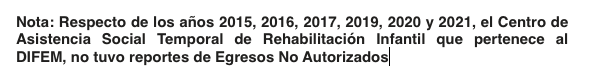 Nota: Respecto de los años 2015, 2016, 2017, 2019, 2020 y 2021, el Centro de
Asistencia Social Temporal de Rehabilitación Infantil que pertenece al
DIFEM, no tuvo reportes de Egresos No Autorizados